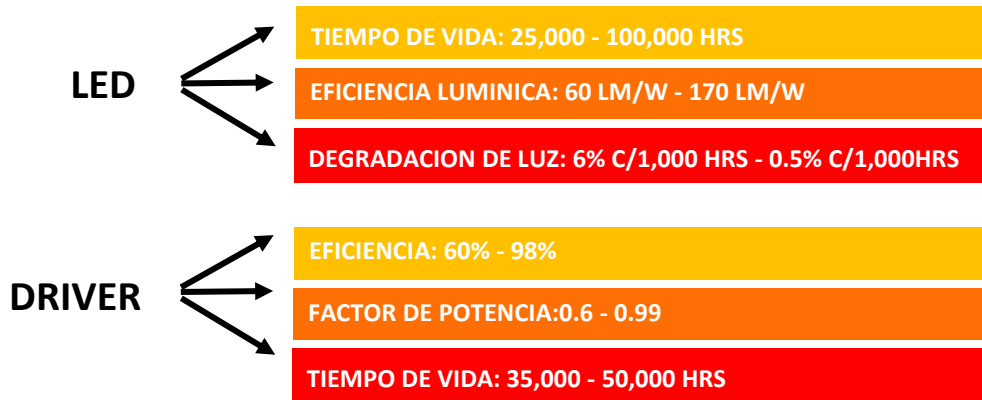 LED
TIEMPO DE VIDA: 25,000 - 100,000 HRS
EFICIENCIA LUMINICA: 60 LM/W - 170 LM/W
DEGRADACION DE LUZ: 6% C/1,000 HRS - 0.5% C/1,000HRS
DRIVER
EFICIENCIA: 60% - 98%
FACTOR DE POTENCIA:0.6 - 0.99
TIEMPO DE VIDA: 35,000 - 50,000 HRS